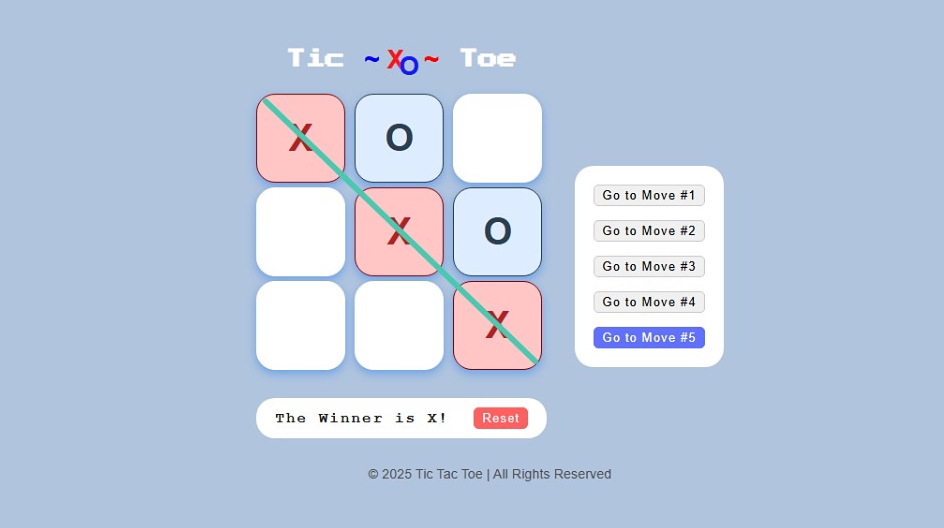 Tic ~XO~ Toe
X O
X O
X
Go to Move #1
Go to Move #2
Go to Move #3
Go to Move #4
Go to Move #5
The Winner is X! Reset
© 2025 Tic Tac Toe | All Rights Reserved